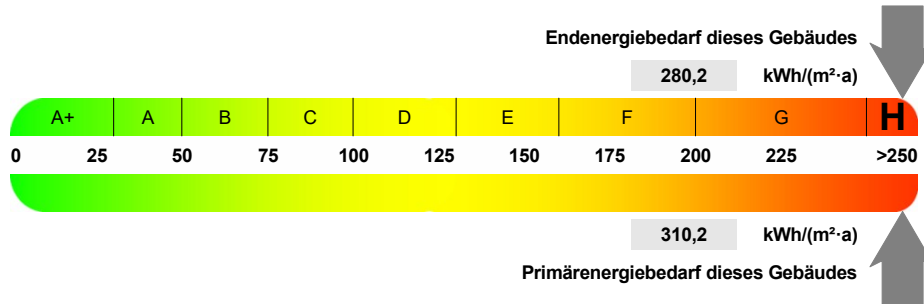 Endenergiebedarf dieses Gebäudes
280,2 kWh/(m²·a)
A+ A B C D E F G H
0 25 50 75 100 125 150 175 200 225 >250
310,2 kWh/(m²·a)
Primärenergiebedarf dieses Gebäudes